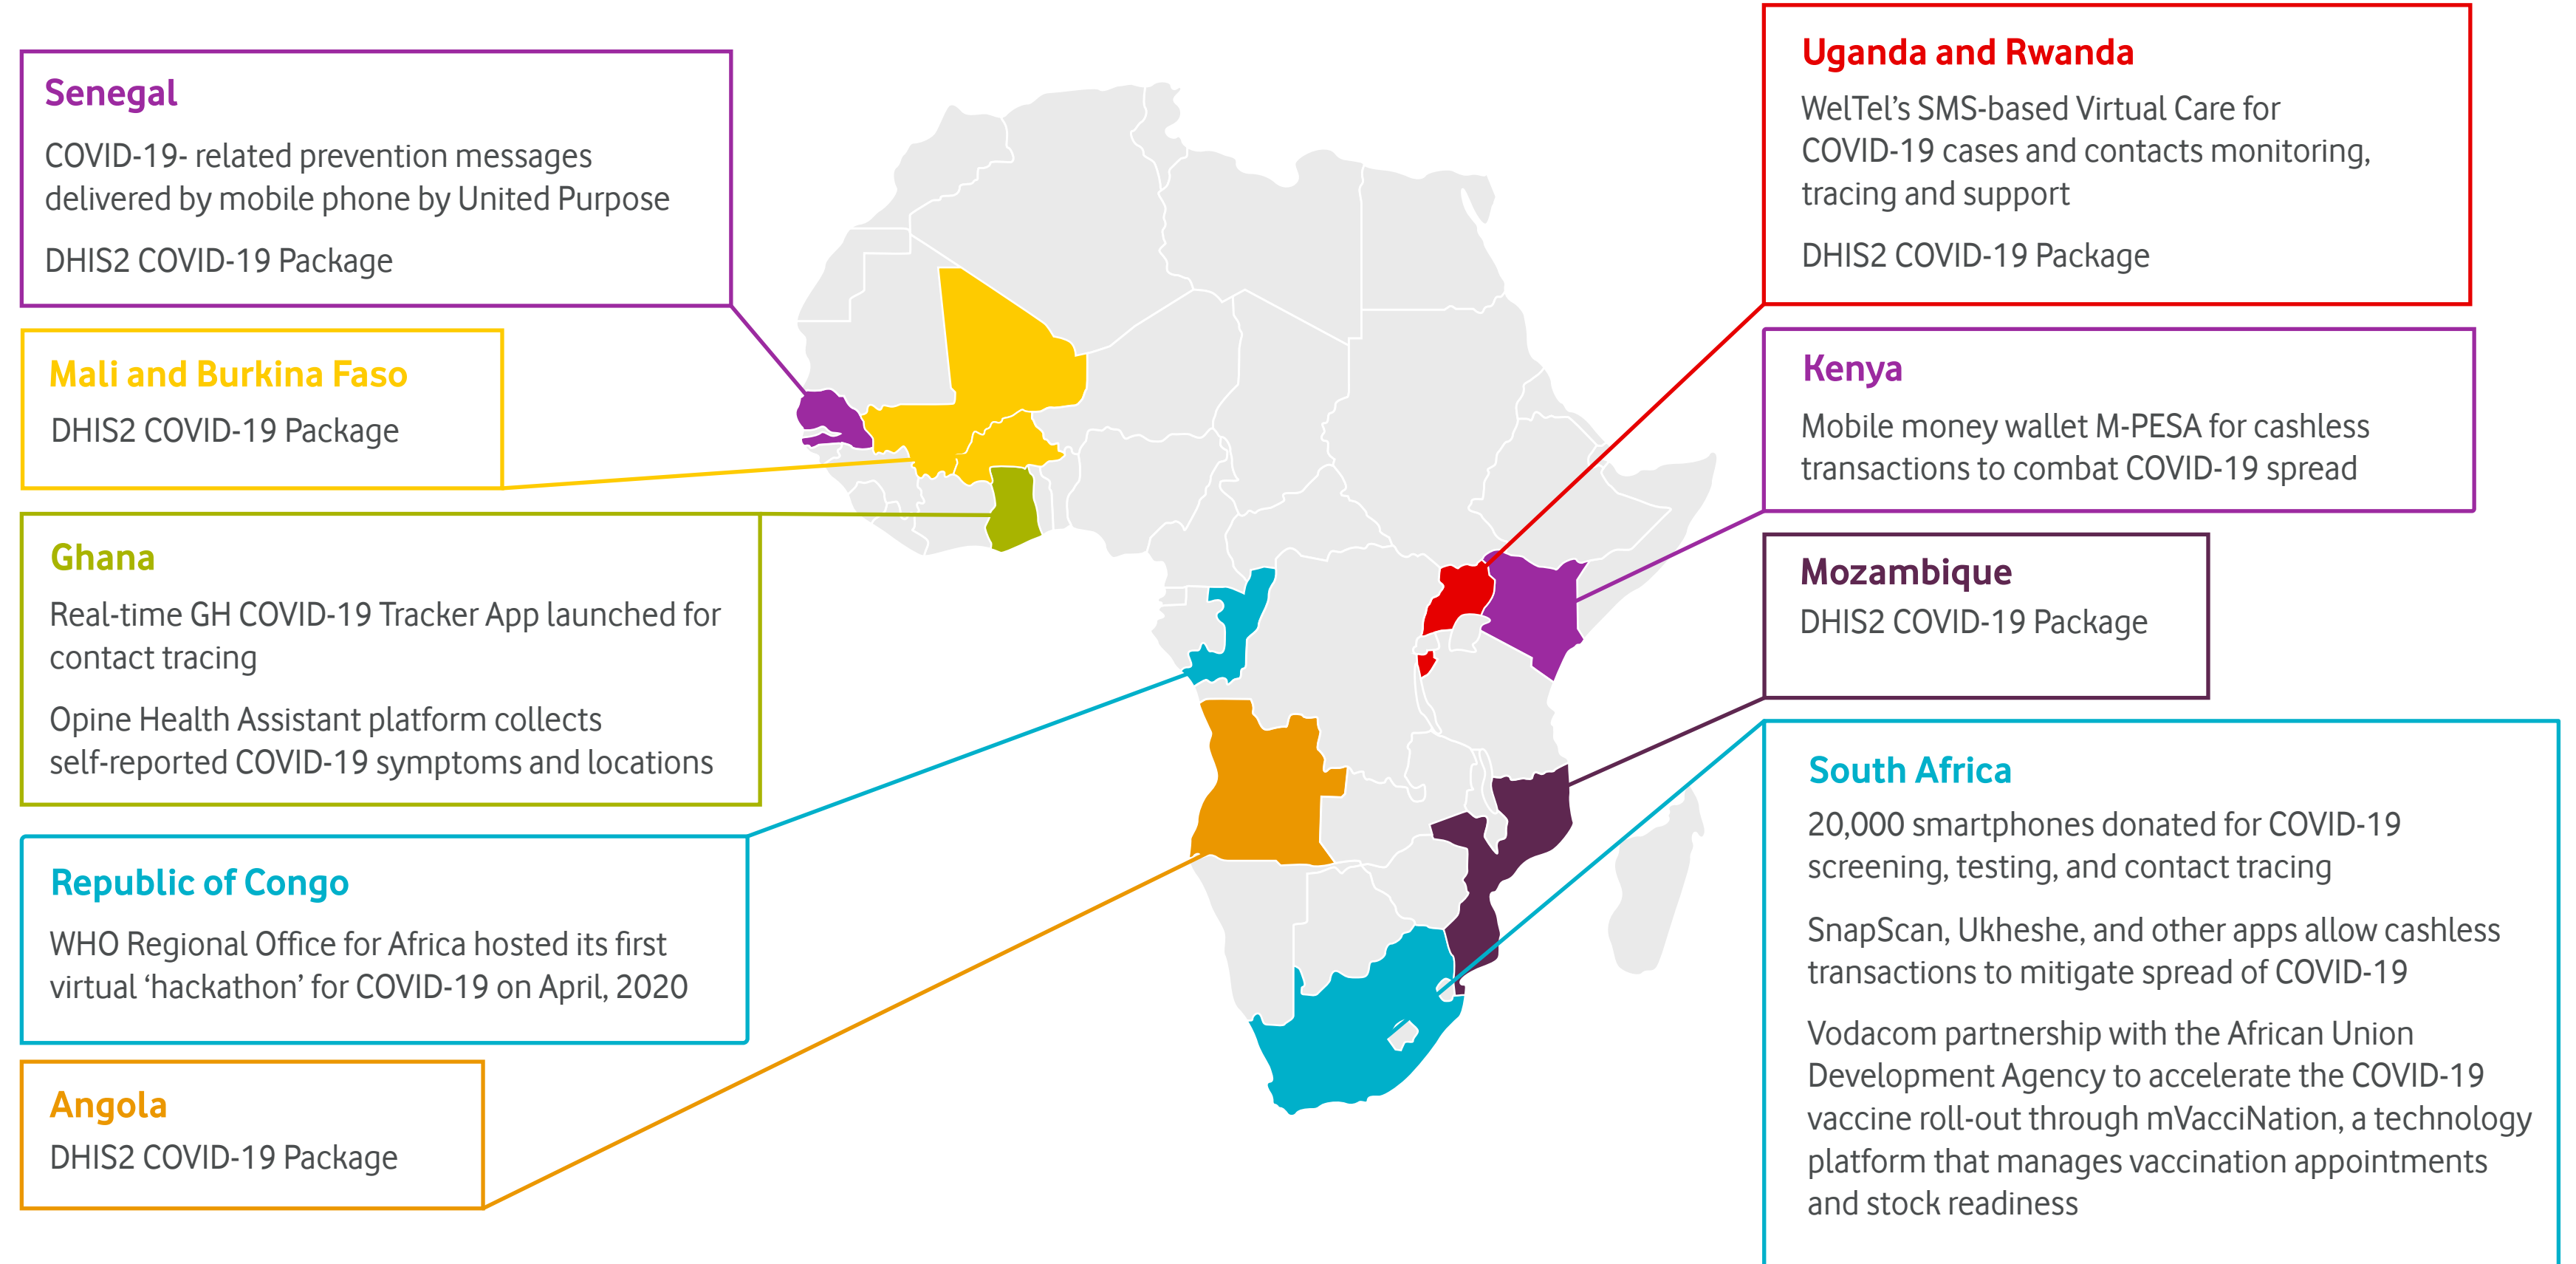 Senegal
COVID-19- related prevention messages
delivered by mobile phone by United Purpose
DHIS2 COVID-19 Package
Mali and Burkina Faso
DHIS2 COVID-19 Package
Ghana
Real-time GH COVID-19 Tracker App launched for
contact tracing
Opine Health Assistant platform collects
self-reported COVID-19 symptoms and locations
Republic of Congo
WHO Regional Office for Africa hosted its first
virtual ‘hackathon’ for COVID-19 on April, 2020
Angola
DHIS2 COVID-19 Package
Uganda and Rwanda
WelTel’s SMS-based Virtual Care for
COVID-19 cases and contacts monitoring,
tracing and support
DHIS2 COVID-19 Package
Kenya
Mobile money wallet M-PESA for cashless
transactions to combat COVID-19 spread
Mozambique
DHIS2 COVID-19 Package
South Africa
20,000 smartphones donated for COVID-19
screening, testing, and contact tracing
SnapScan, Ukheshe, and other apps allow cashless
transactions to mitigate spread of COVID-19
Vodacom partnership with the African Union
Development Agency to accelerate the COVID-19
vaccine roll-out through mVacciNation, a technology
platform that manages vaccination appointments
and stock readiness